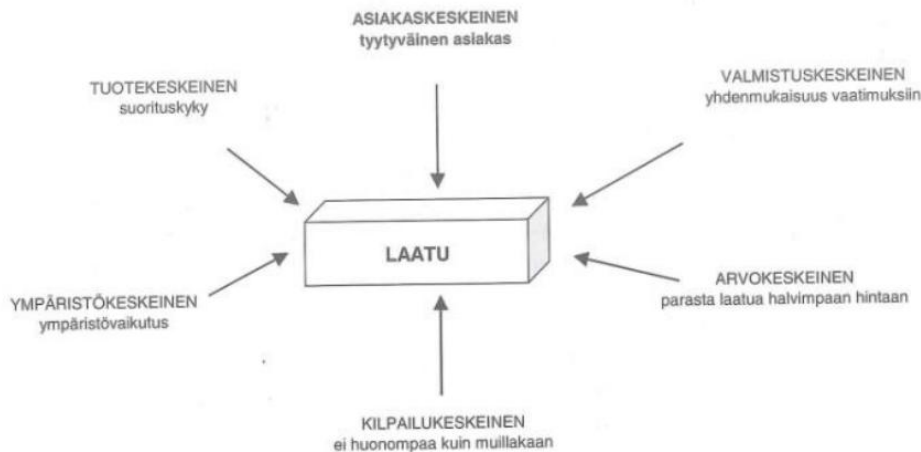 ASIAKASKESKEINEN
tyytyväinen asiakas
TUOTEKESKEINEN
suorituskyky
VALMISTUSKESKEINEN
yhdenmukaisuus vaatimuksiin
LAATU
YMPÄRISTÖKESKEINEN
ympäristövaikutus
ARVOKESKEINEN
parasta laatua halvimpaan hintaan
KILPAILUKESKEINEN
ei huonompaa kuin muillakaan